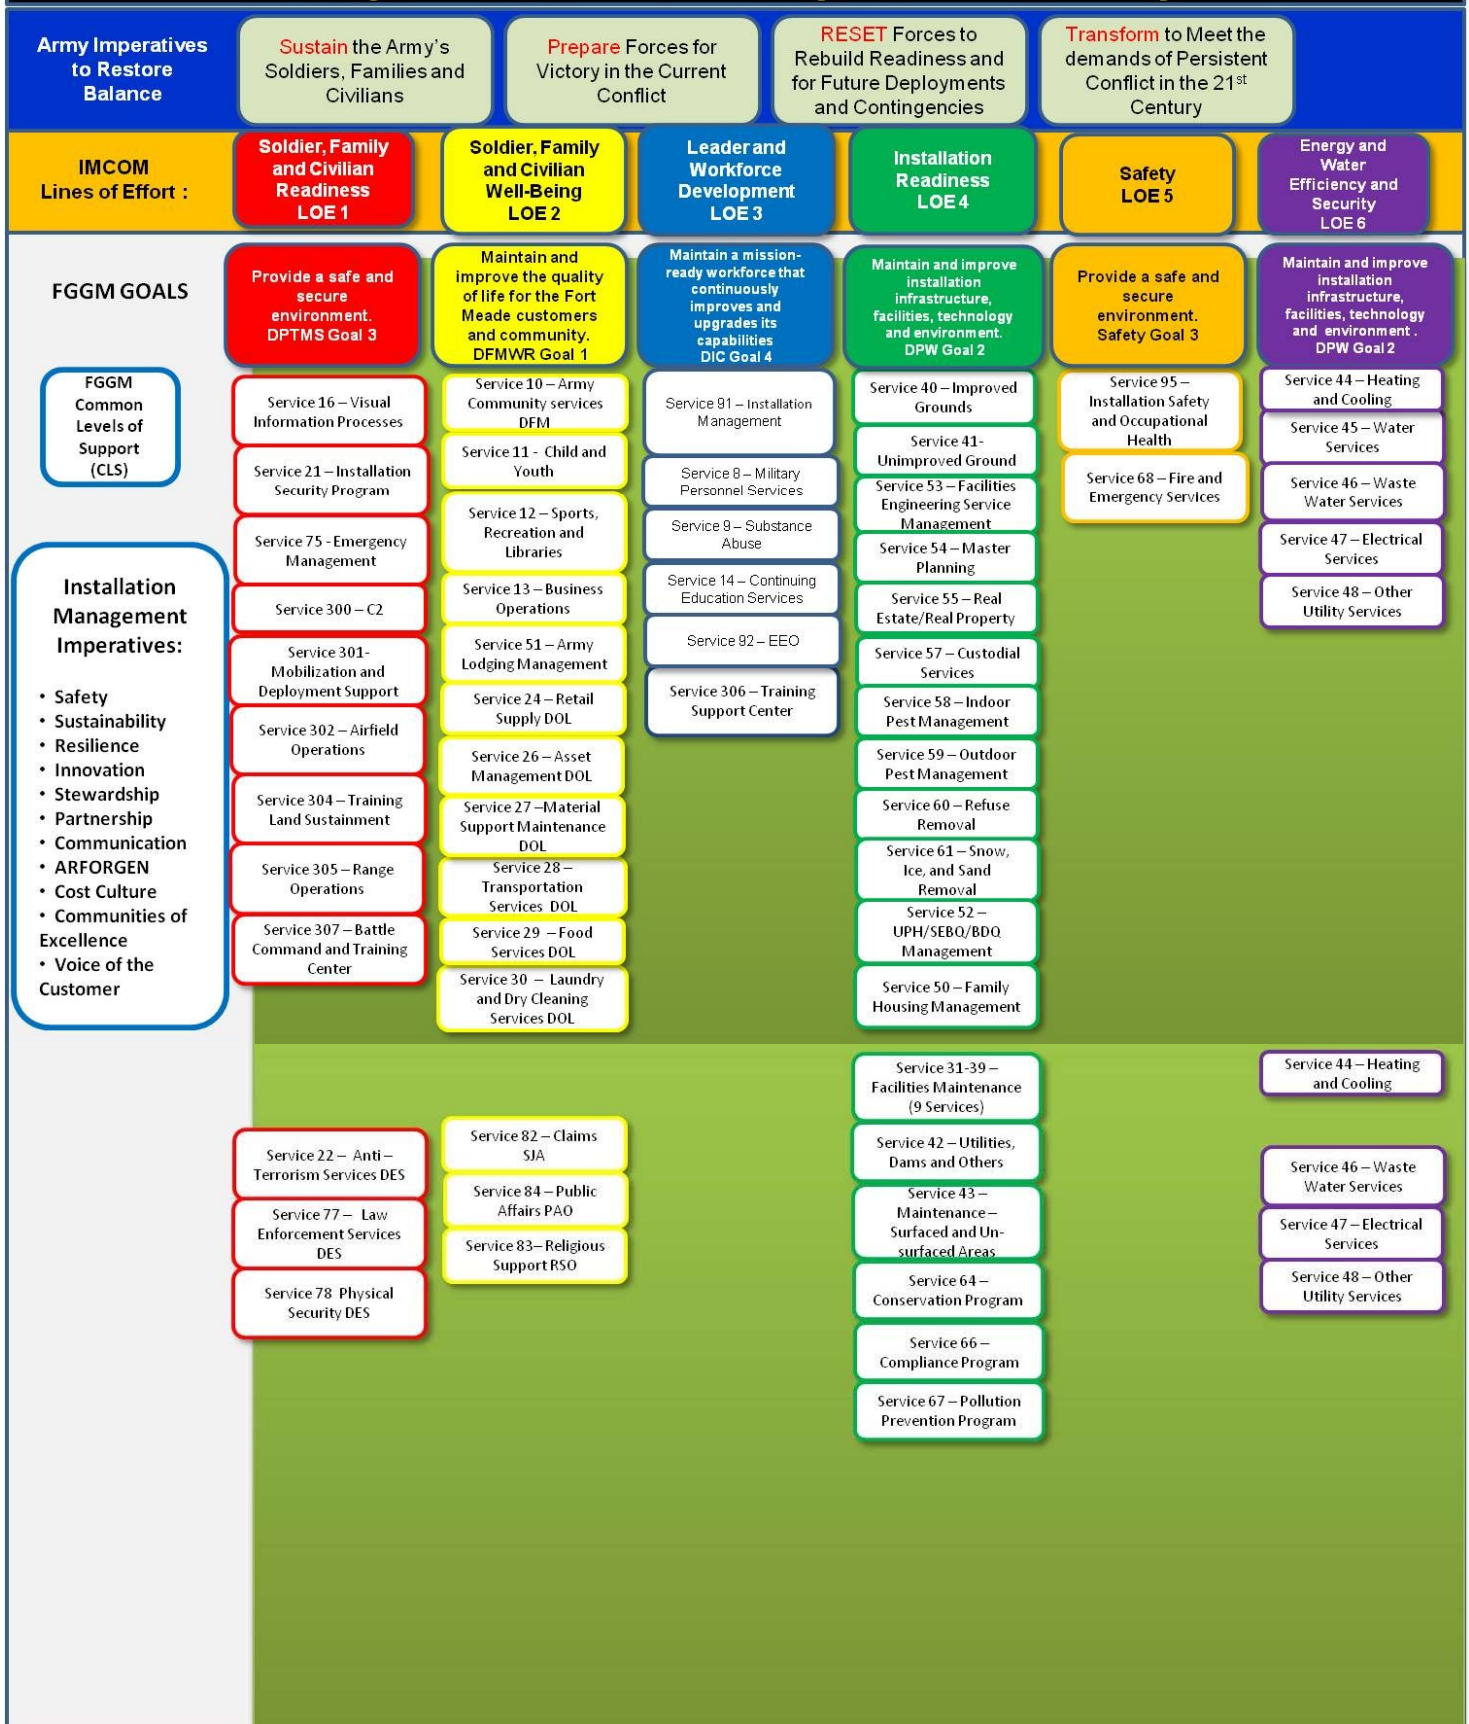 Army Imperatives
to Restore
Balance
Sustain the Army's
Soldiers, Families and
Civilians
Prepare Forces for
Victory in the Current
Conflict
RESET Forces to
Rebuild Readiness and
for Future Deployments
and Contingencies
Transform to Meet the
demands of Persistent
Conflict in the 21st
Century
IMCOM
Lines of Effort :
Soldier, Family
and Civilian
Readiness
LOE 1
Soldier, Family
and Civilian
Well-Being
LOE 2
Leader and
Workforce
Development
LOE 3
Installation
Readiness
LOE 4
Safety
LOE 5
Energy and
Water
Efficiency and
Security
LOE 6
FGGM GOALS
Provide a safe and
secure
environment.
DPTMS Goal 3
Maintain and
improve the quality
of life for the Fort
Meade customers
and community.
DFMWR Goal 1
Maintain a mission-
ready workforce that
continuously
improves and
upgrades its
capabilities
DIC Goal 4
Maintain and improve
installation
infrastructure,
facilities, technology
and environment.
DPW Goal 2
Provide a safe and
secure
environment.
Safety Goal 3
Maintain and improve
installation
infrastructure,
facilities, technology
and environment .
DPW Goal 2
FGGM
Common
Levels of
Support
(CLS)
Installation
Management
Imperatives:
• Safety
• Sustainability
• Resilience
• Innovation
• Stewardship
• Partnership
• Communication
• ARFORGEN
• Cost Culture
• Communities of
Excellence
• Voice of the
Customer
Service 16 – Visual
Information Processes
Service 21 – Installation
Security Program
Service 75 - Emergency
Management
Service 300 – C2
Service 301-
Mobilization and
Deployment Support
Service 302 – Airfield
Operations
Service 304 – Training
Land Sustainment
Service 305 – Range
Operations
Service 307 – Battle
Command and Training
Center
Service 22 – Anti –
Terrorism Services DES
Service 77 – Law
Enforcement Services
DES
Service 78 Physical
Security DES
Service 10 – Army
Community services
DFM
Service 11 - Child and
Youth
Service 12 – Sports,
Recreation and
Libraries
Service 13 – Business
Operations
Service 51 – Army
Lodging Management
Service 24 – Retail
Supply DOL
Service 26 – Asset
Management DOL
Service 27 –Material
Support Maintenance
DOL
Service 28 –
Transportation
Services DOL
Service 29 – Food
Services DOL
Service 30 – Laundry
and Dry Cleaning
Services DOL
Service 82 – Claims
SJA
Service 84 – Public
Affairs PAO
Service 83– Religious
Support RSO
Service 91 – Installation
Management
Service 8 – Military
Personnel Services
Service 9 – Substance
Abuse
Service 14 – Continuing
Education Services
Service 92 – EEO
Service 306 – Training
Support Center
Service 40 – Improved
Grounds
Service 41-
Unimproved Ground
Service 53 – Facilities
Engineering Service
Management
Service 54 – Master
Planning
Service 55 – Real
Estate/Real Property
Service 57 – Custodial
Services
Service 58 – Indoor
Pest Management
Service 59 – Outdoor
Pest Management
Service 60 – Refuse
Removal
Service 61 – Snow,
Ice, and Sand
Removal
Service 52 –
UPH/SEBQ/BDQ
Management
Service 50 – Family
Housing Management
Service 31-39 –
Facilities Maintenance
(9 Services)
Service 42 – Utilities,
Dams and Others
Service 43 –
Maintenance –
Surfaced and Un-
surfaced Areas
Service 64 –
Conservation Program
Service 66 –
Compliance Program
Service 67 – Pollution
Prevention Program
Service 95 –
Installation Safety
and Occupational
Health
Service 68 – Fire and
Emergency Services
Service 44 – Heating
and Cooling
Service 45 – Water
Services
Service 46 – Waste
Water Services
Service 47 – Electrical
Services
Service 48 – Other
Utility Services
Service 44 – Heating
and Cooling
Service 46 – Waste
Water Services
Service 47 – Electrical
Services
Service 48 – Other
Utility Services